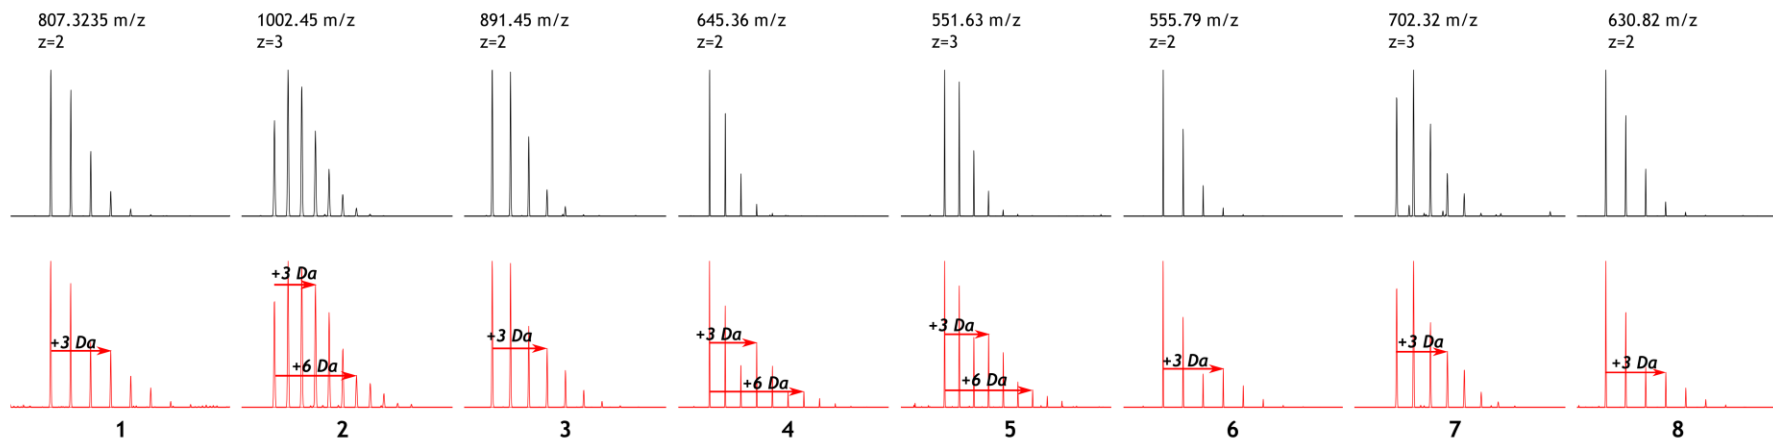 807.3235 m/z
z=2
1002.45 m/z
z=3
891.45 m/z
z=2
645.36 m/z
z=2
551.63 m/z
z=3
555.79 m/z
z=2
702.32 m/z
z=3
630.82 m/z
z=2
+3 Da
+3 Da
+6 Da
+3 Da
+3 Da
+6 Da
+3 Da
+6 Da
+3 Da
+3 Da
+3 Da
1
2
3
4
5
6
7
8